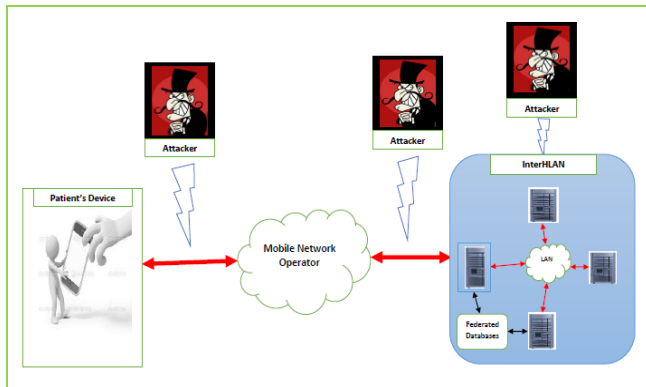 Attacker
Attacker
Attacker
InterHLAN
Patient's Device
Mobile Network
Operator
LAN
Federated
Databases